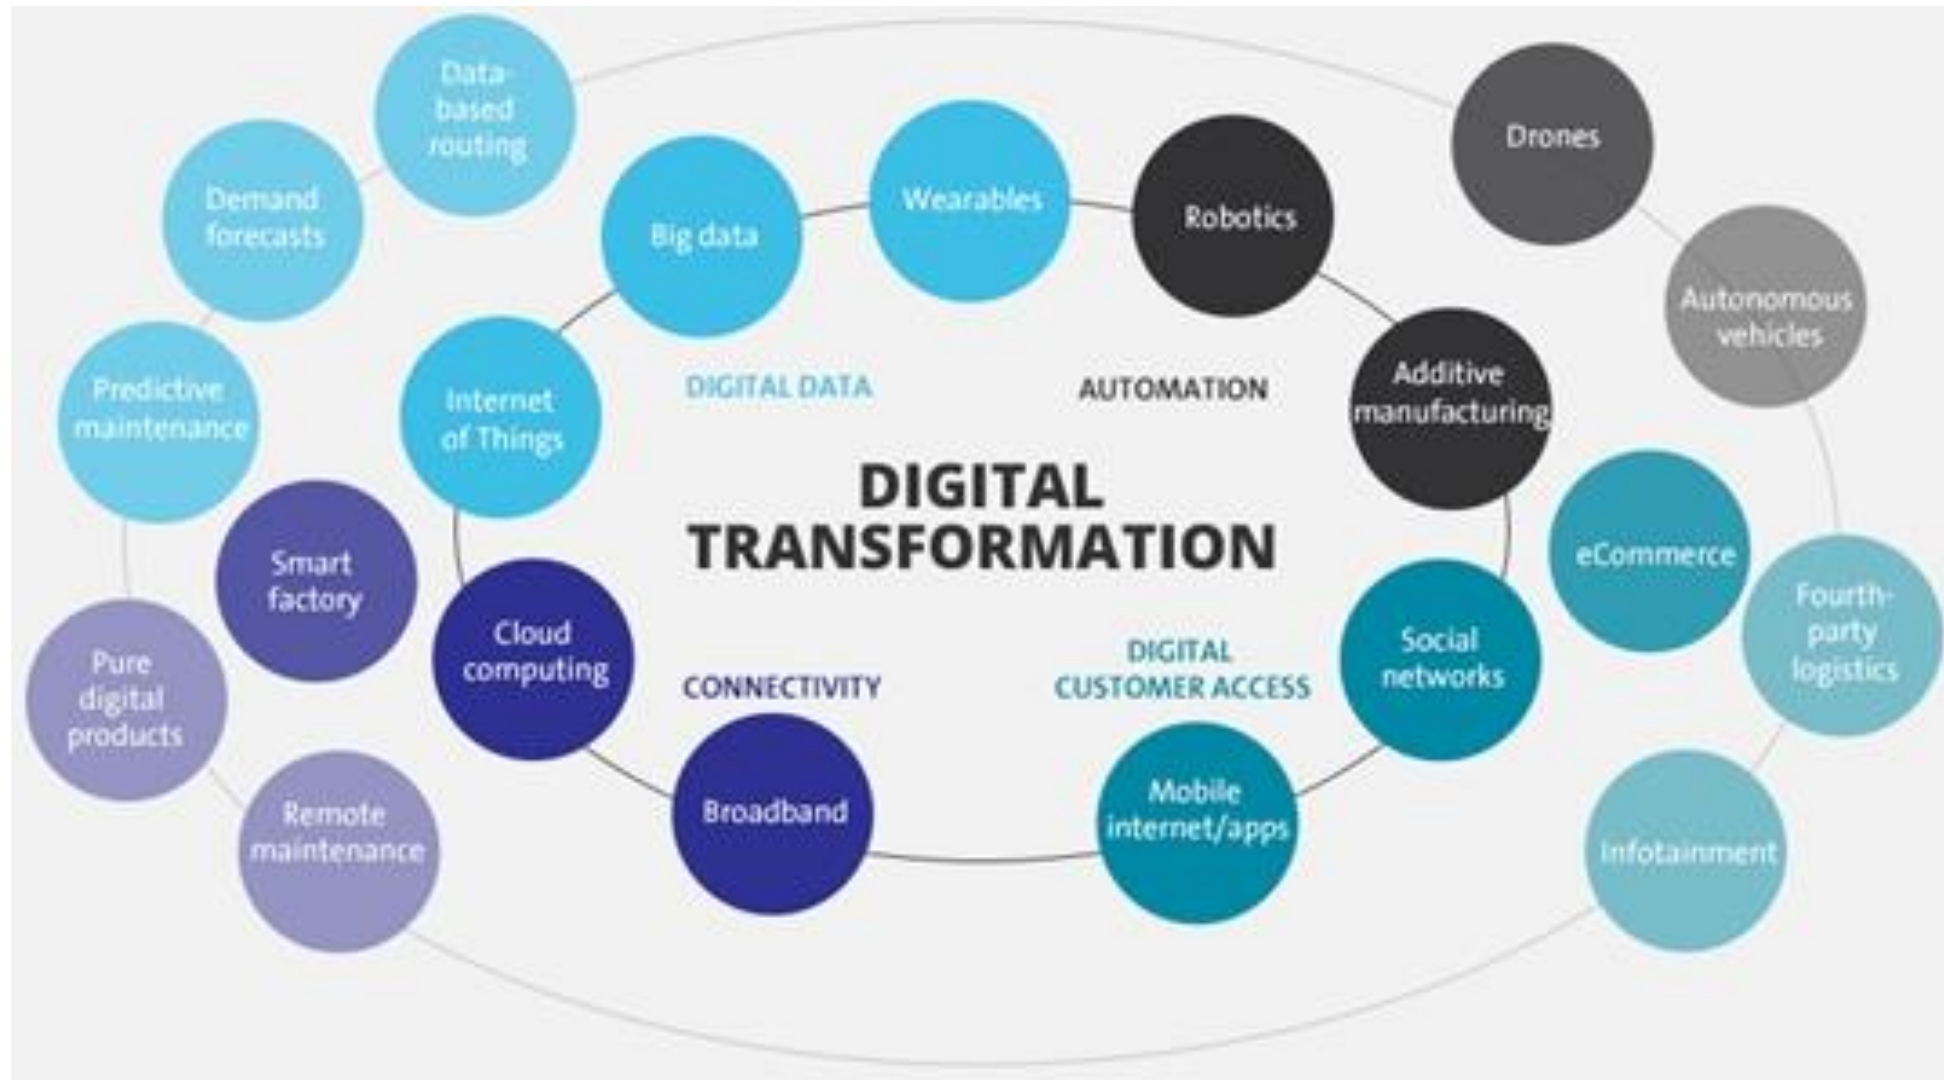 Data-
based
routing
Drones
Demand
forecasts
Big data
Wearables
Robotics
Autonomous
vehicles
Predictive
maintenance
Internet
of Things
DIGITAL DATA
AUTOMATION
Additive
manufacturing
DIGITAL
TRANSFORMATION
Smart
factory
eCommerce
Cloud
computing
CONNECTIVITY
DIGITAL
CUSTOMER ACCESS
Social
networks
Fourth-
party
logistics
Pure
digital
products
Remote
maintenance
Broadband
Mobile
internet/apps
Infotainment